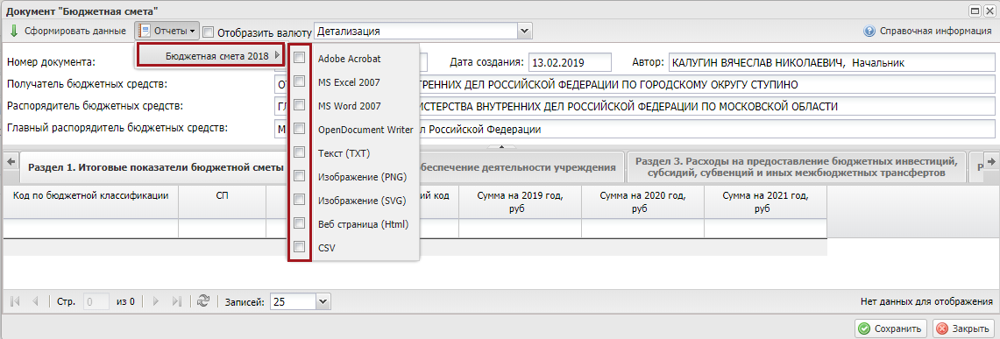 Документ "Бюджетная смета"
Сформировать данные Отчеты Отобразить валюту Детализация Справочная информация
Бюджетная смета 2018
Adobe Acrobat
MS Excel 2007
MS Word 2007
OpenDocument Writer
Текст (TXT)
Изображение (PNG)
Изображение (SVG)
Веб страница (Html)
CSV
Номер документа: Дата создания: 13.02.2019 Автор: КАЛУГИН ВЯЧЕСЛАВ НИКОЛАЕВИЧ, Начальник
Получатель бюджетных средств: ВНУТРЕННИХ ДЕЛ РОССИЙСКОЙ ФЕДЕРАЦИИ ПО ГОРОДСКОМУ ОКРУГУ СТУПИНО
Распорядитель бюджетных средств: ГЛ ИСТЕРСТВА ВНУТРЕННИХ ДЕЛ РОССИЙСКОЙ ФЕДЕРАЦИИ ПО МОСКОВСКОЙ ОБЛАСТИ
Главный распорядитель бюджетных средств: М л Российской Федерации
Раздел 1. Итоговые показатели бюджетной сметы беспечение деятельности учреждения Раздел 3. Расходы на предоставление бюджетных инвестиций,
субсидий, субвенций и иных межбюджетных трансфертов
Код по бюджетной классификации СП ий код Сумма на 2019 год,
руб Сумма на 2020 год,
руб Сумма на 2021 год,
руб
Стр. 0 из 0 Записей: 25 Нет данных для отображения
Сохранить Закрыть